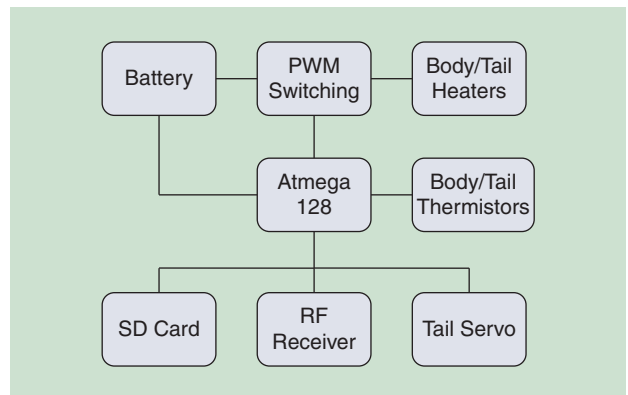 Battery
PWM
Switching
Body/Tail
Heaters
Atmega
128
Body/Tail
Thermistors
SD Card
RF
Receiver
Tail Servo